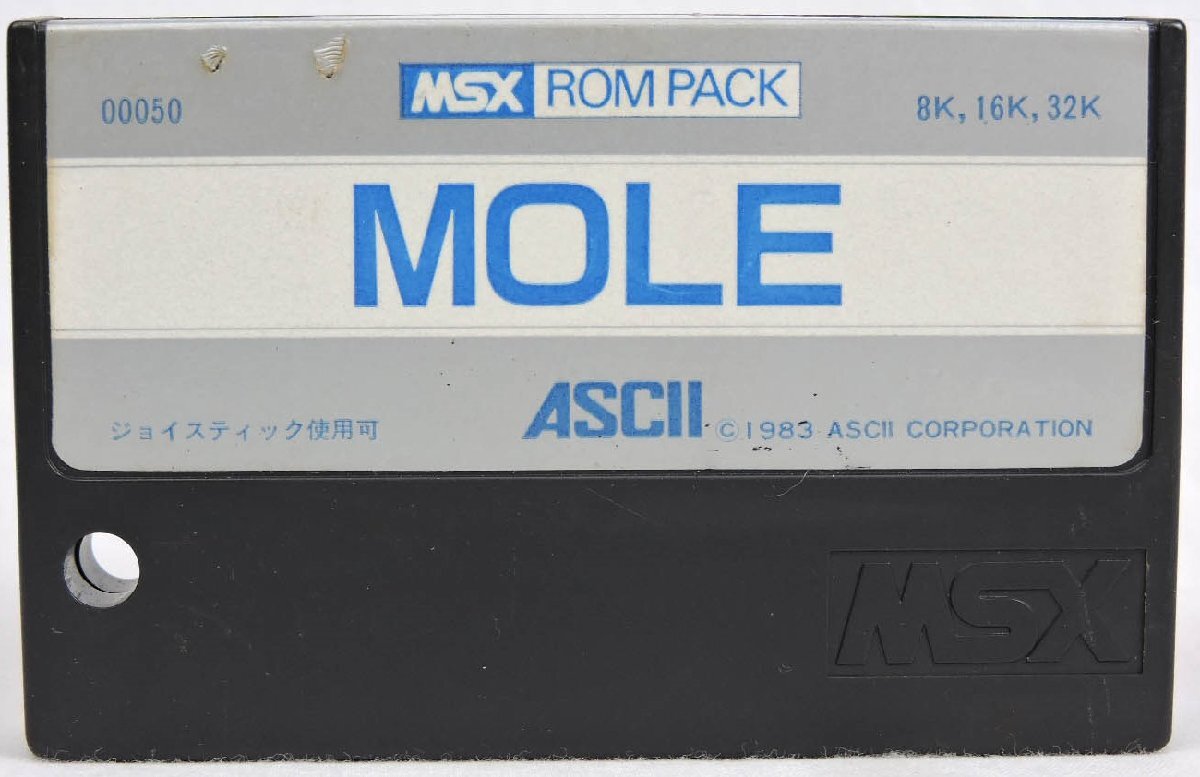 MSX ROM PACK
00050
8K, 16K, 32K
MOLE
ジョイスティック使用可
ASCII ©1983 ASCII CORPORATION
MSX